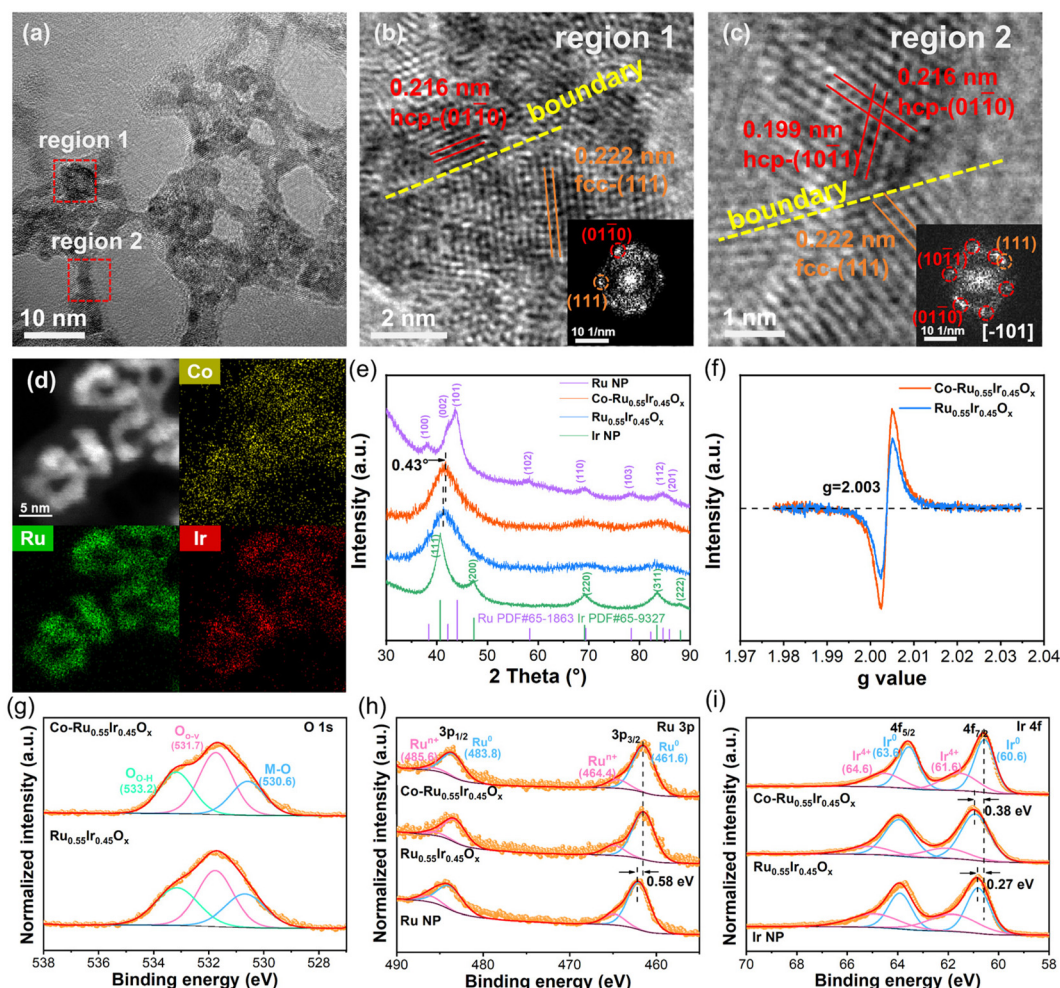 (a)
region 1
region 2
10 nm
(b)
region 1
0.216 nm
hcp-(011̅0)
boundary
0.222 nm
fcc-(111)
(011̅0)
(111)
2 nm
10 1/nm
(c)
region 2
0.216 nm
hcp-(011̅0)
0.199 nm
hcp-(101̅1)
boundary
0.222 nm
fcc-(111)
(111)
(101̅1)
(011̅0)
1 nm
10 1/nm
[-101]
(d)
Co
5 nm
Ru
Ir
(e)
Ru NP
Co-Ru₀.₅₅Ir₀.₄₅Oₓ
Ru₀.₅₅Ir₀.₄₅Oₓ
Ir NP
(100)
(002)
(101)
(102)
(110)
(103)
(112)
(201)
0.43°
(111)
(200)
(220)
(311)
(222)
Ru PDF#65-1863 Ir PDF#65-9327
Intensity (a.u.)
30 40 50 60 70 80 90
2 Theta (°)
(f)
Co-Ru₀.₅₅Ir₀.₄₅Oₓ
Ru₀.₅₅Ir₀.₄₅Oₓ
g=2.003
Intensity (a.u.)
1.97 1.98 1.99 2.00 2.01 2.02 2.03 2.04
g value
(g)
Co-Ru₀.₅₅Ir₀.₄₅Oₓ
O 1s
Oo-v
(531.7)
OO-H
(533.2)
M-O
(530.6)
Ru₀.₅₅Ir₀.₄₅Oₓ
Normalized intensity (a.u.)
538 536 534 532 530 528
Binding energy (eV)
(h)
Ru 3p
3p₁/₂
3p₃/₂
Ruⁿ⁺
(485.6)
Ru⁰
(483.8)
Ruⁿ⁺
(464.4)
Ru⁰
(461.6)
Co-Ru₀.₅₅Ir₀.₄₅Oₓ
Ru₀.₅₅Ir₀.₄₅Oₓ
0.58 eV
Ru NP
Normalized intensity (a.u.)
490 480 470 460
Binding energy (eV)
(i)
Ir 4f
4f₅/₂
4f₇/₂
Ir⁴⁺
(64.6)
Ir⁰
(63.6)
Ir⁴⁺
(61.6)
Ir⁰
(60.6)
Co-Ru₀.₅₅Ir₀.₄₅Oₓ
0.38 eV
Ru₀.₅₅Ir₀.₄₅Oₓ
0.27 eV
Ir NP
Normalized intensity (a.u.)
70 68 66 64 62 60 58
Binding energy (eV)